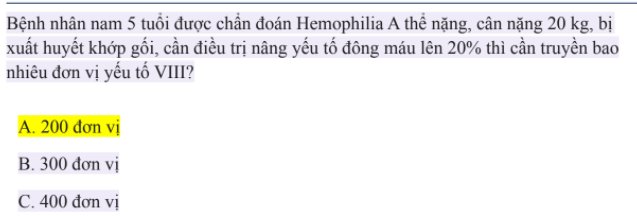 Bệnh nhân nam 5 tuổi được chẩn đoán Hemophilia A thể nặng, cân nặng 20 kg, bị
xuất huyết khớp gối, cần điều trị nâng yếu tố đông máu lên 20% thì cần truyền bao
nhiêu đơn vị yếu tố VIII?
A. 200 đơn vị
B. 300 đơn vị
C. 400 đơn vị